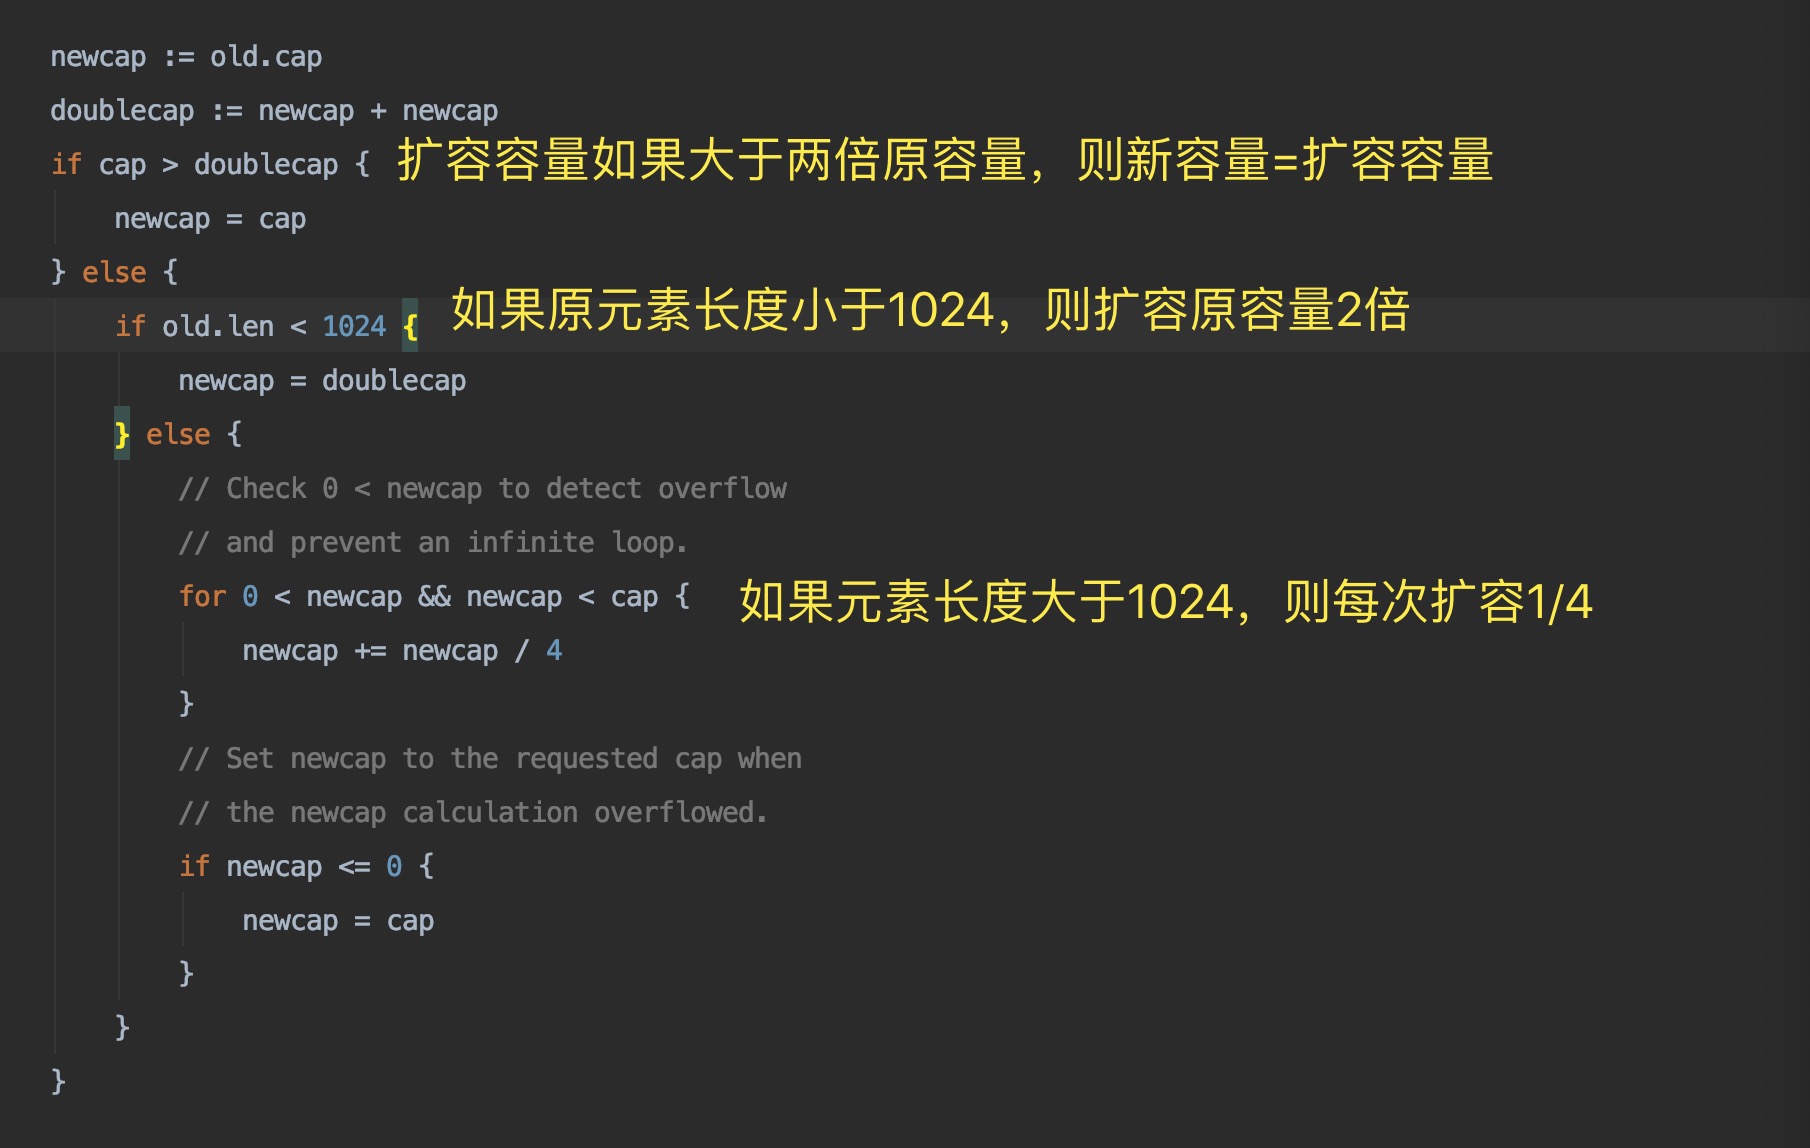 newcap := old.cap
doublecap := newcap + newcap
if cap > doublecap { 扩容容量如果大于两倍原容量，则新容量=扩容容量
newcap = cap
} else {
if old.len < 1024 { 如果原元素长度小于1024，则扩容原容量2倍
newcap = doublecap
} else {
// Check 0 < newcap to detect overflow
// and prevent an infinite loop.
for 0 < newcap && newcap < cap { 如果元素长度大于1024，则每次扩容1/4
newcap += newcap / 4
}
// Set newcap to the requested cap when
// the newcap calculation overflowed.
if newcap <= 0 {
newcap = cap
}
}
}